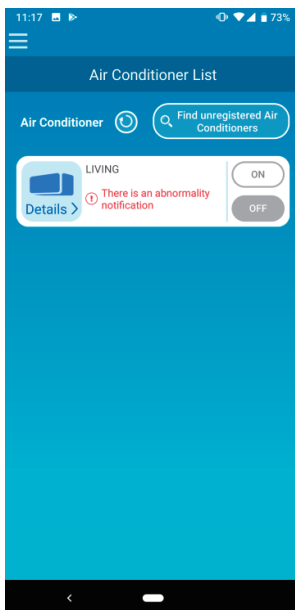 11:17 73%
Air Conditioner List
Air Conditioner
Find unregistered Air
Conditioners
LIVING
There is an abnormality
notification
Details >
ON
OFF